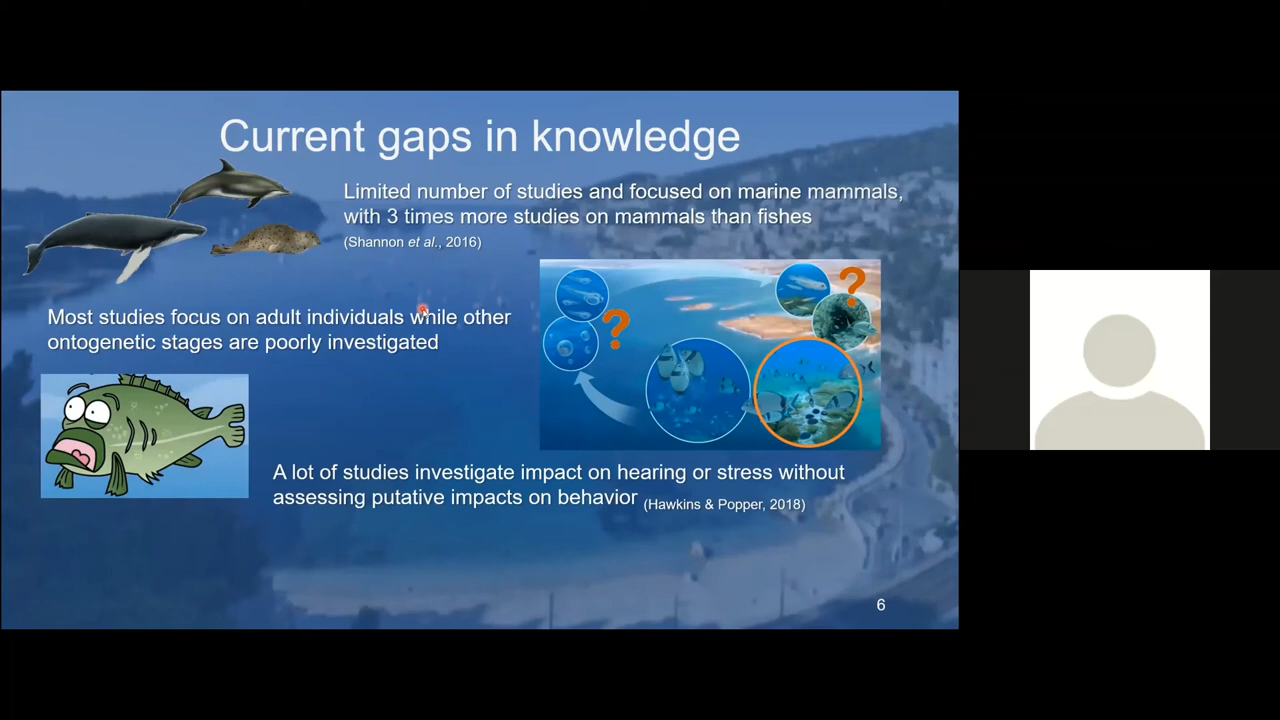 Current gaps in knowledge
Limited number of studies and focused on marine mammals,
with 3 times more studies on mammals than fishes
(Shannon et al., 2016)
?
?
Most studies focus on adult individuals while other
ontogenetic stages are poorly investigated
A lot of studies investigate impact on hearing or stress without
assessing putative impacts on behavior (Hawkins & Popper, 2018)
6